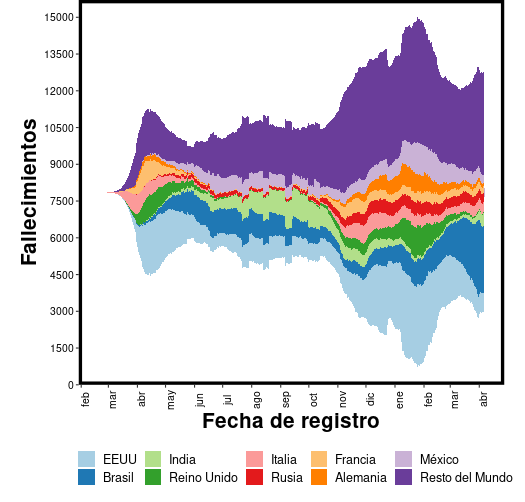 15000
13500
12000
10500
9000
7500
6000
4500
3000
1500
0
Fallecimientos
feb mar abr may jun jul ago sep oct nov dic ene feb mar abr
Fecha de registro
EEUU India Italia Francia México
Brasil Reino Unido Rusia Alemania Resto del Mundo